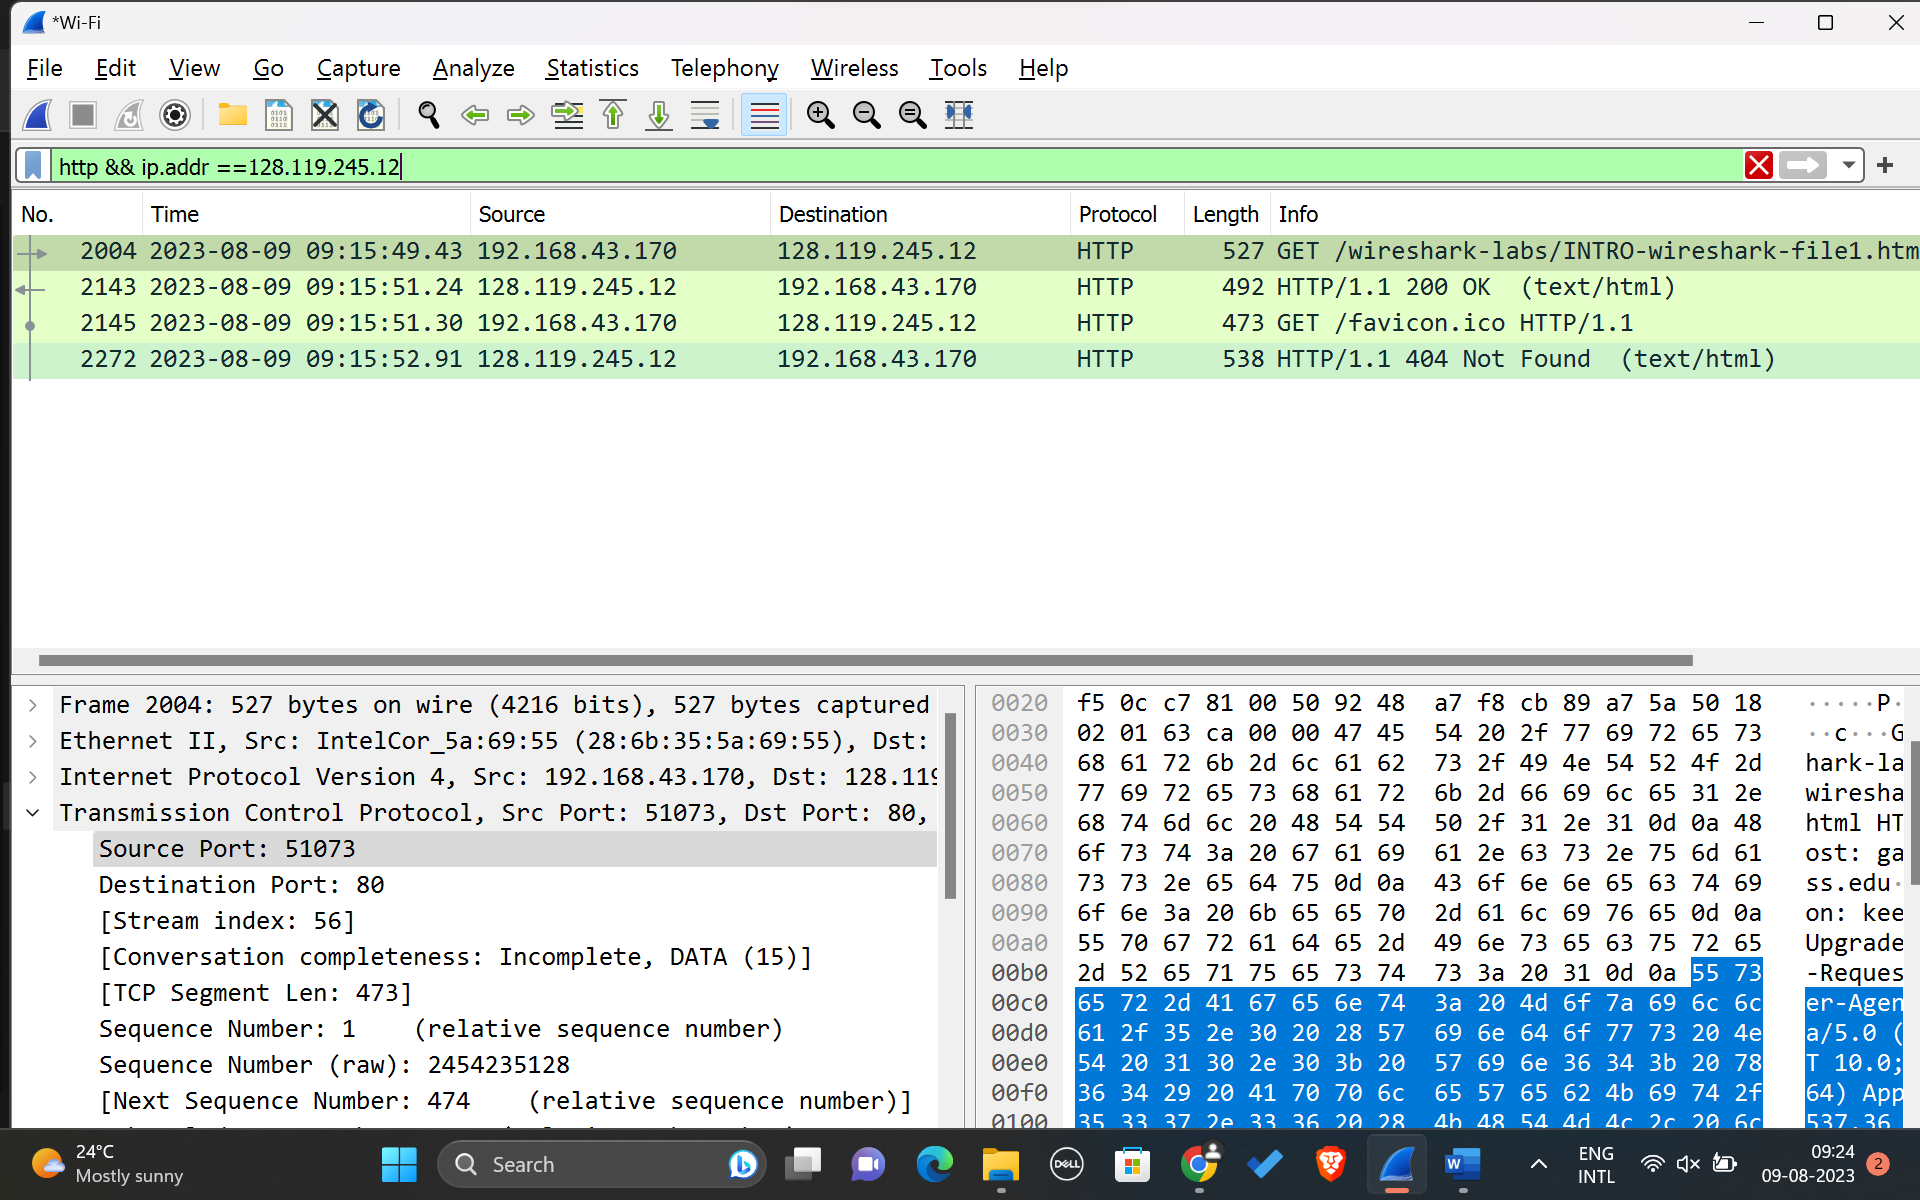 *Wi-Fi
File Edit View Go Capture Analyze Statistics Telephony Wireless Tools Help
http && ip.addr ==128.119.245.12
No. Time Source Destination Protocol Length Info
2004 2023-08-09 09:15:49.43 192.168.43.170 128.119.245.12 HTTP 527 GET /wireshark-labs/INTRO-wireshark-file1.htm
2143 2023-08-09 09:15:51.24 128.119.245.12 192.168.43.170 HTTP 492 HTTP/1.1 200 OK (text/html)
2145 2023-08-09 09:15:51.30 192.168.43.170 128.119.245.12 HTTP 473 GET /favicon.ico HTTP/1.1
2272 2023-08-09 09:15:52.91 128.119.245.12 192.168.43.170 HTTP 538 HTTP/1.1 404 Not Found (text/html)
Frame 2004: 527 bytes on wire (4216 bits), 527 bytes captured
Ethernet II, Src: IntelCor_5a:69:55 (28:6b:35:5a:69:55), Dst:
Internet Protocol Version 4, Src: 192.168.43.170, Dst: 128.119
Transmission Control Protocol, Src Port: 51073, Dst Port: 80,
Source Port: 51073
Destination Port: 80
[Stream index: 56]
[Conversation completeness: Incomplete, DATA (15)]
[TCP Segment Len: 473]
Sequence Number: 1 (relative sequence number)
Sequence Number (raw): 2454235128
[Next Sequence Number: 474 (relative sequence number)]
0020 f5 0c c7 81 00 50 92 48 a7 f8 cb 89 a7 5a 50 18 ·····P·
0030 02 01 63 ca 00 00 47 45 54 20 2f 77 69 72 65 73 ··c···G
0040 68 61 72 6b 2d 6c 61 62 73 2f 49 4e 54 52 4f 2d hark-la
0050 77 69 72 65 73 68 61 72 6b 2d 66 69 6c 65 31 2e wiresha
0060 68 74 6d 6c 20 48 54 54 50 2f 31 2e 31 0d 0a 48 html HT
0070 6f 73 74 3a 20 67 61 69 61 2e 63 73 2e 75 6d 61 ost: ga
0080 73 73 2e 65 64 75 0d 0a 43 6f 6e 6e 65 63 74 69 ss.edu·
0090 6f 6e 3a 20 6b 65 65 70 2d 61 6c 69 76 65 0d 0a on: kee
00a0 55 70 67 72 61 64 65 2d 49 6e 73 65 63 75 72 65 Upgrade
00b0 2d 52 65 71 75 65 73 74 73 3a 20 31 0d 0a 55 73 -Reques
00c0 65 72 2d 41 67 65 6e 74 3a 20 4d 6f 7a 69 6c 6c er-Agen
00d0 61 2f 35 2e 30 20 28 57 69 6e 64 6f 77 73 20 4e a/5.0 (
00e0 54 20 31 30 2e 30 3b 20 57 69 6e 36 34 3b 20 78 T 10.0;
00f0 36 34 29 20 41 70 70 6c 65 57 65 62 4b 69 74 2f 64) App
0100 35 33 37 2e 33 36 20 28 4b 48 54 4d 4c 2c 20 6c 537.36
24°C
Mostly sunny
Search
DELL
W
ENG
INTL
09:24
09-08-2023
2